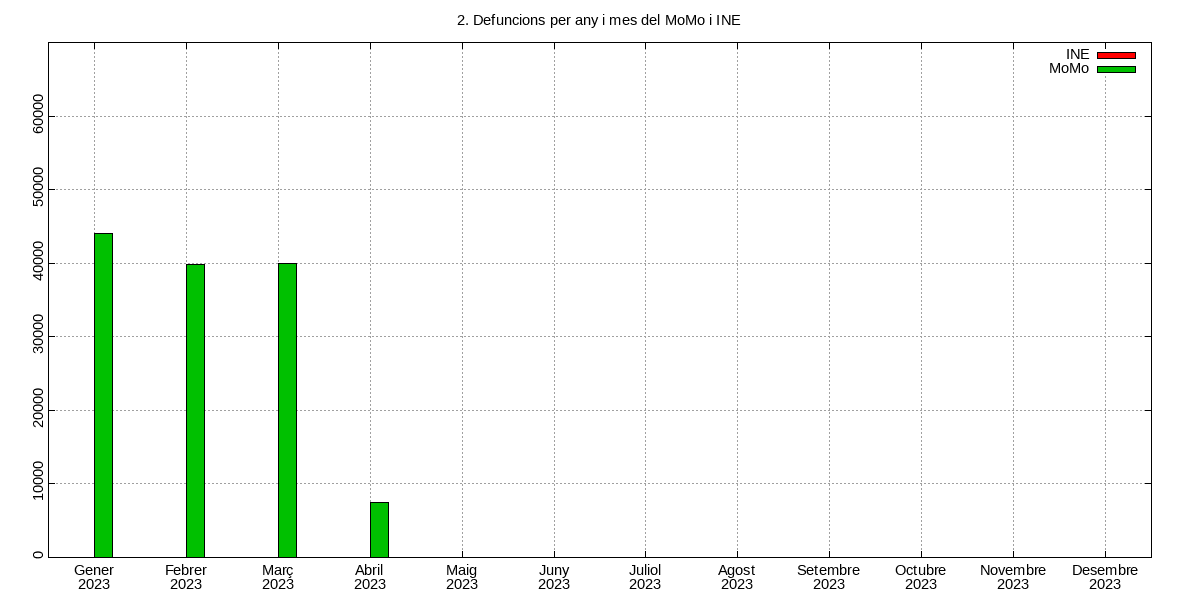 2. Defuncions per any i mes del MoMo i INE
INE
MoMo
60000
50000
40000
30000
20000
10000
0
Gener Febrer Març Abril Maig Juny Juliol Agost Setembre Octubre Novembre Desembre
2023 2023 2023 2023 2023 2023 2023 2023 2023 2023 2023 2023